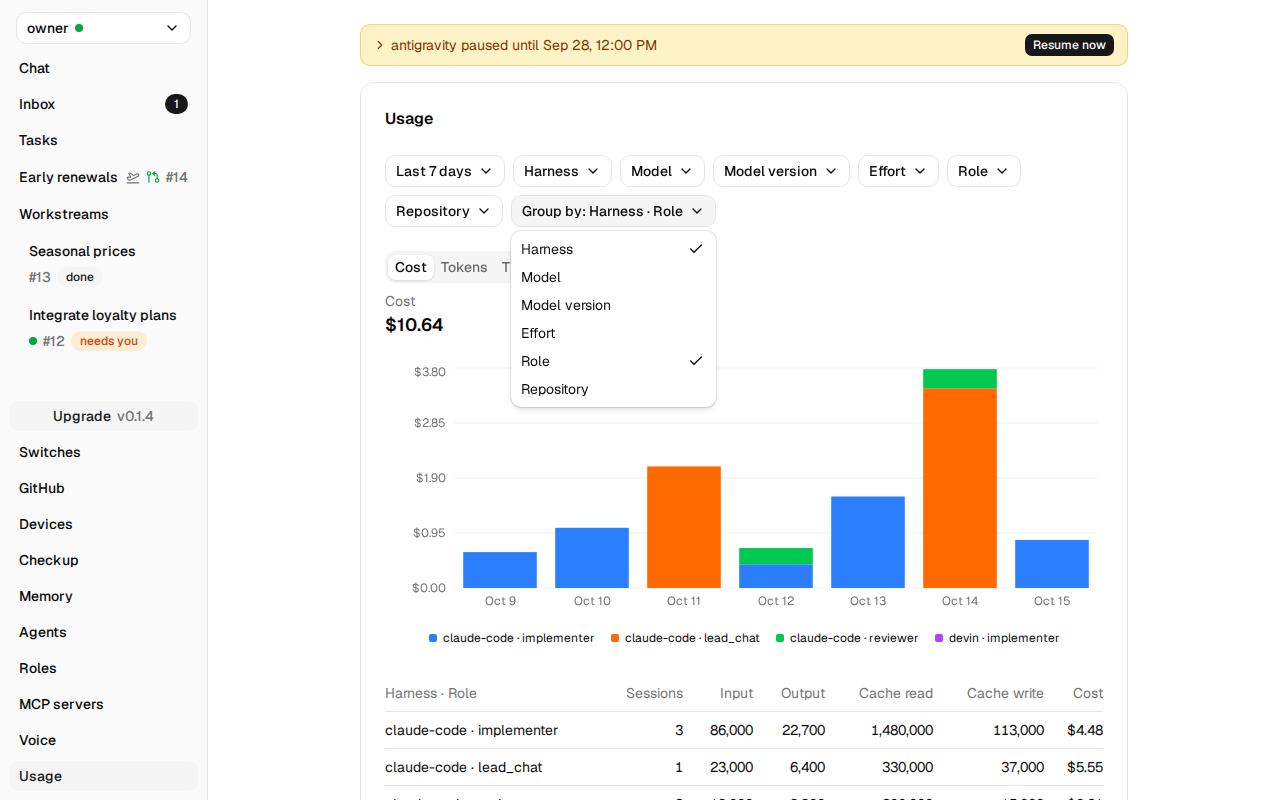 owner
Chat
Inbox 1
Tasks
Early renewals #14
Workstreams
Seasonal prices
#13 done
Integrate loyalty plans
#12 needs you
Upgrade v0.1.4
Switches
GitHub
Devices
Checkup
Memory
Agents
Roles
MCP servers
Voice
Usage
antigravity paused until Sep 28, 12:00 PM Resume now
Usage
Last 7 days Harness Model Model version Effort Role
Repository Group by: Harness · Role
Harness
Model
Model version
Effort
Role
Repository
Cost Tokens T
Cost
$10.64
$3.80
$2.85
$1.90
$0.95
$0.00
Oct 9 Oct 10 Oct 11 Oct 12 Oct 13 Oct 14 Oct 15
claude-code · implementer claude-code · lead_chat claude-code · reviewer devin · implementer
Harness · Role Sessions Input Output Cache read Cache write Cost
claude-code · implementer 3 86,000 22,700 1,480,000 113,000 $4.48
claude-code · lead_chat 1 23,000 6,400 330,000 37,000 $5.55